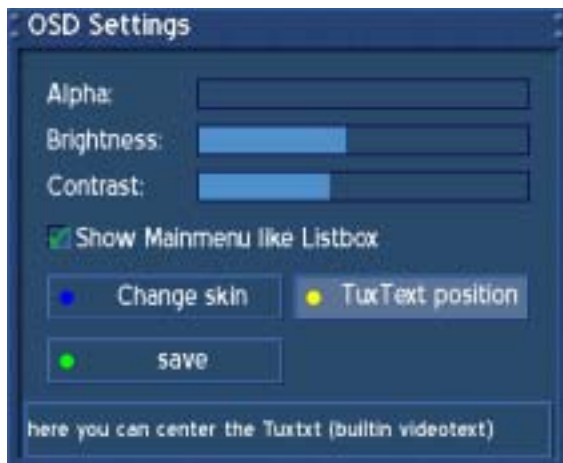 OSD Settings
Alpha:
Brightness:
Contrast:
Show Mainmenu like Listbox
Change skin
TuxText position
save
here you can center the Tuxtxt (builtin videotext)